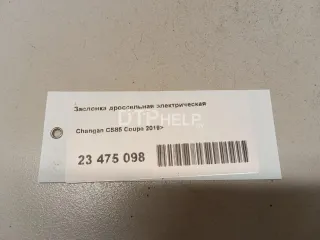 Заслонка дроссельная электрическая
DTPHELP
Changan CS85 Coupe 2019>
23 475 098